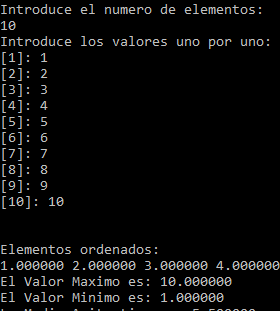 Introduce el numero de elementos:
10
Introduce los valores uno por uno:
[1]: 1
[2]: 2
[3]: 3
[4]: 4
[5]: 5
[6]: 6
[7]: 7
[8]: 8
[9]: 9
[10]: 10
Elementos ordenados:
1.000000 2.000000 3.000000 4.000000
El Valor Maximo es: 10.000000
El Valor Minimo es: 1.000000